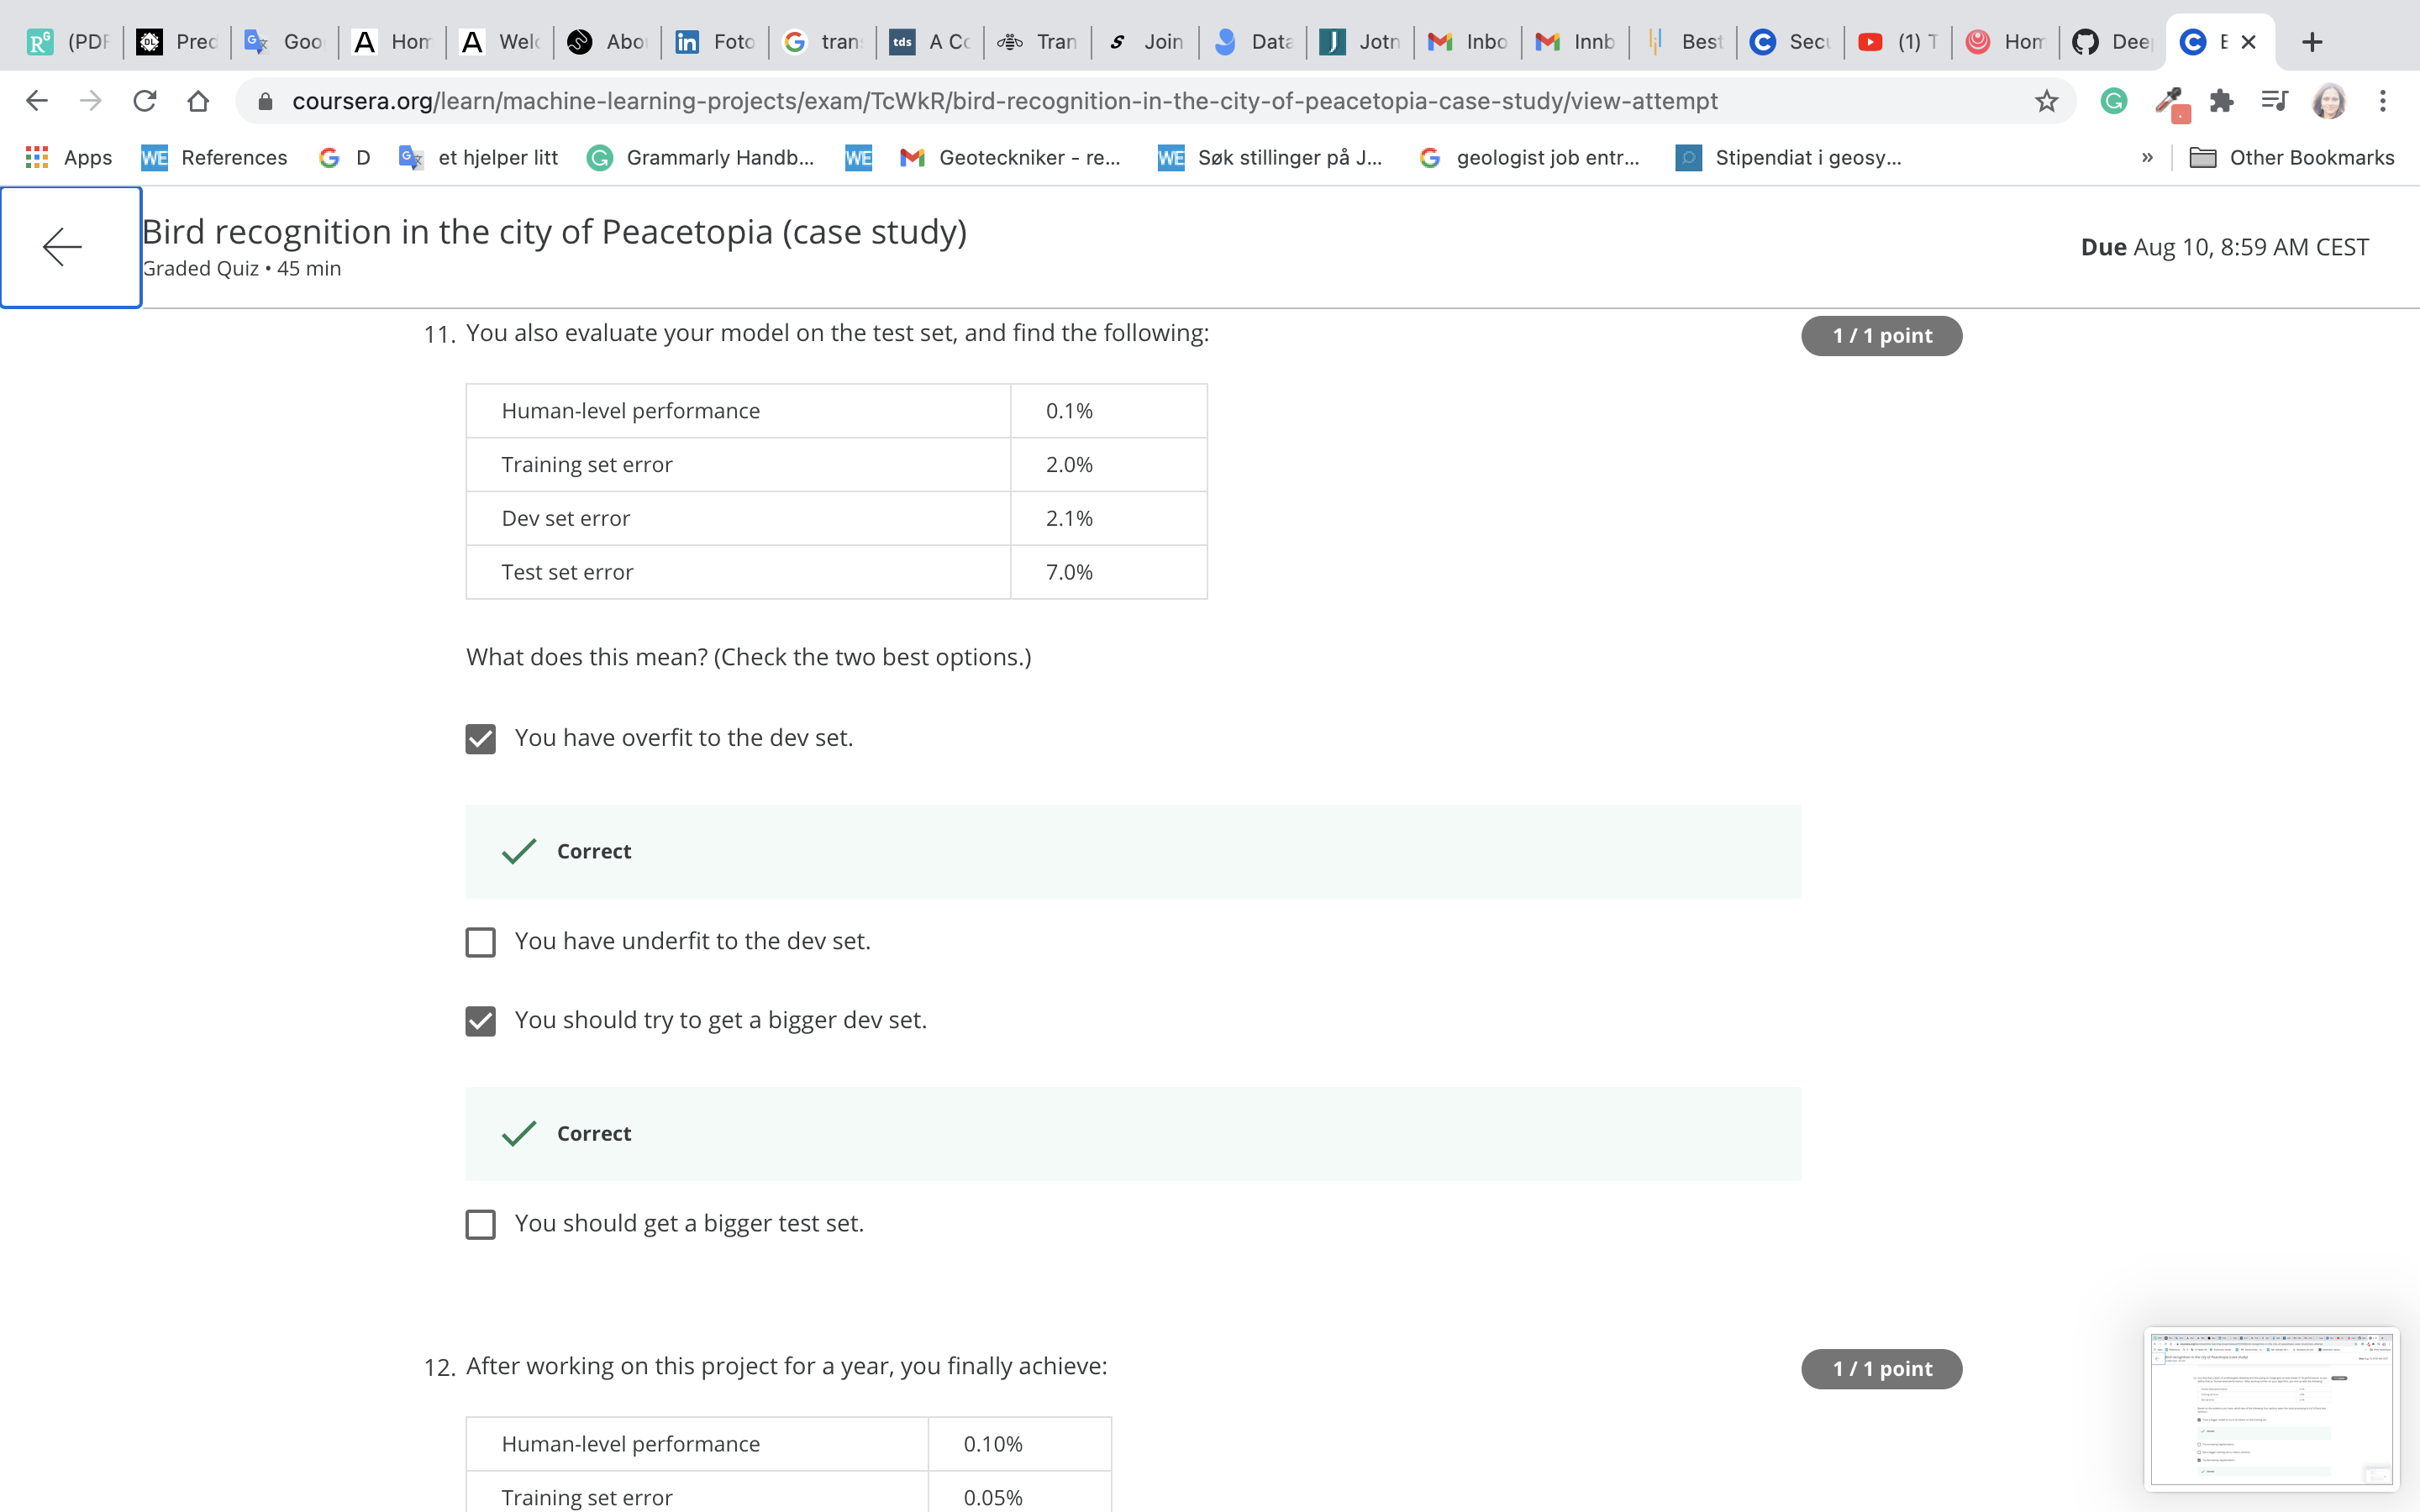 (PDF Pred Goo A Hom A Welc Abo in Foto tran tds A Co Tran Join Data J Jotn Inbo Innb Best Secu (1) T Hom Dee E
coursera.org/learn/machine-learning-projects/exam/TcWkR/bird-recognition-in-the-city-of-peacetopia-case-study/view-attempt
Apps WE References D et hjelper litt Grammarly Handb... WE Geoteckniker - re... WE Søk stillinger på J... geologist job entr... Stipendiat i geosy... » Other Bookmarks
Bird recognition in the city of Peacetopia (case study)
Graded Quiz • 45 min
Due Aug 10, 8:59 AM CEST
11. You also evaluate your model on the test set, and find the following:
1 / 1 point
Human-level performance 0.1%
Training set error 2.0%
Dev set error 2.1%
Test set error 7.0%
What does this mean? (Check the two best options.)
You have overfit to the dev set.
Correct
You have underfit to the dev set.
You should try to get a bigger dev set.
Correct
You should get a bigger test set.
12. After working on this project for a year, you finally achieve:
1 / 1 point
Human-level performance 0.10%
Training set error 0.05%